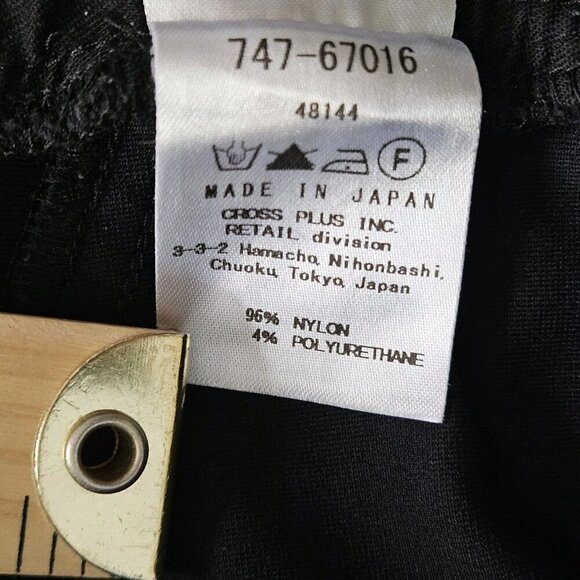 747-67016
48144
F
MADE IN JAPAN
CROSS PLUS INC.
RETAIL division
3-3-2 Hamacho, Nihonbashi,
Chuoku, Tokyo, Japan
96% NYLON
4% POLYURETHANE